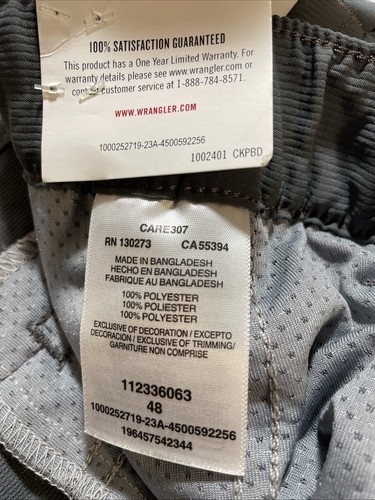 100% SATISFACTION GUARANTEED
This product has a One Year Limited Warranty. For
warranty details please see www.wrangler.com or
contact customer service at 1-888-784-8571.
WWW.WRANGLER.COM
1000252719-23A-4500592256
1002401 CKPBD
CARE307
RN 130273 CA55394
MADE IN BANGLADESH
HECHO EN BANGLADESH
FABRIQUE AU BANGLADESH
100% POLYESTER
100% POLIESTER
100% POLYESTER
EXCLUSIVE OF DECORATION / EXCEPTO
DECORACIÓN / EXCLUSIVE OF TRIMMING/
GARNITURE NON COMPRISE
112336063
48
1000252719-23A-4500592256
196457542344